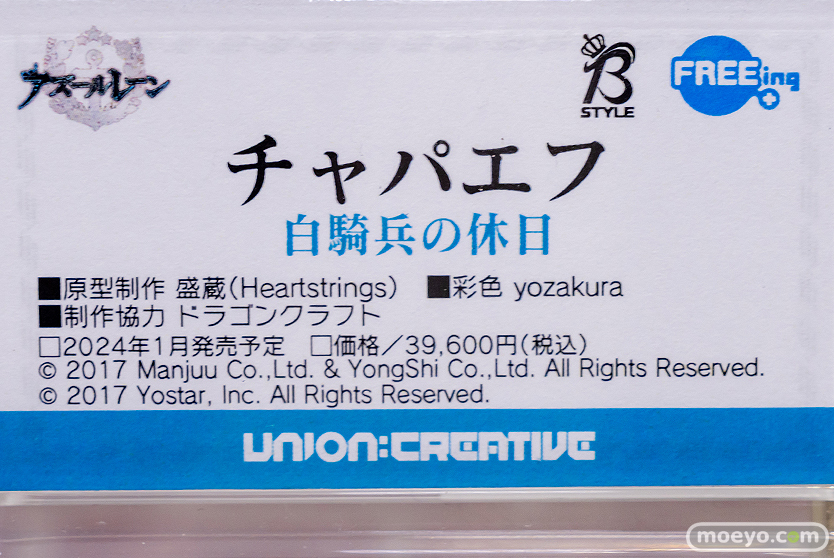 アズールレーン
B
STYLE
FREEing
チャパエフ
白騎兵の休日
■原型制作 盛蔵(Heartstrings) ■彩色 yozakura
■制作協力 ドラゴンクラフト
□2024年1月発売予定 □価格/39,600円(税込)
© 2017 Manjuu Co.,Ltd. & YongShi Co.,Ltd. All Rights Reserved.
© 2017 Yostar, Inc. All Rights Reserved.
UNION:CREATIVE
moeyo.com